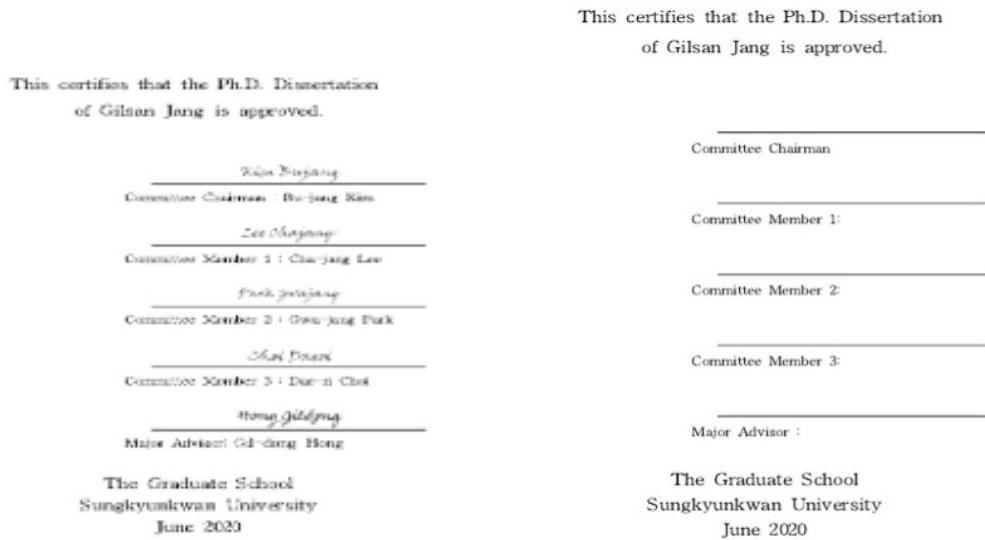 This certifies that the Ph.D. Dissertation
of Gilsan Jang is approved.
Kim Bujang
Committee Chairman : Bu-jang Kim
Lee Chajang
Committee Member 1 : Cha-jang Lee
Park
Committee Member 2 : Gwa-jang Park
Choi Daeri
Committee Member 3 : Dae-ri Choi
Hong Gildong
Major Advisor: Gil-dong Hong
The Graduate School
Sungkyunkwan University
June 2020
This certifies that the Ph.D. Dissertation
of Gilsan Jang is approved.
Committee Chairman
Committee Member 1:
Committee Member 2:
Committee Member 3:
Major Advisor :
The Graduate School
Sungkyunkwan University
June 2020